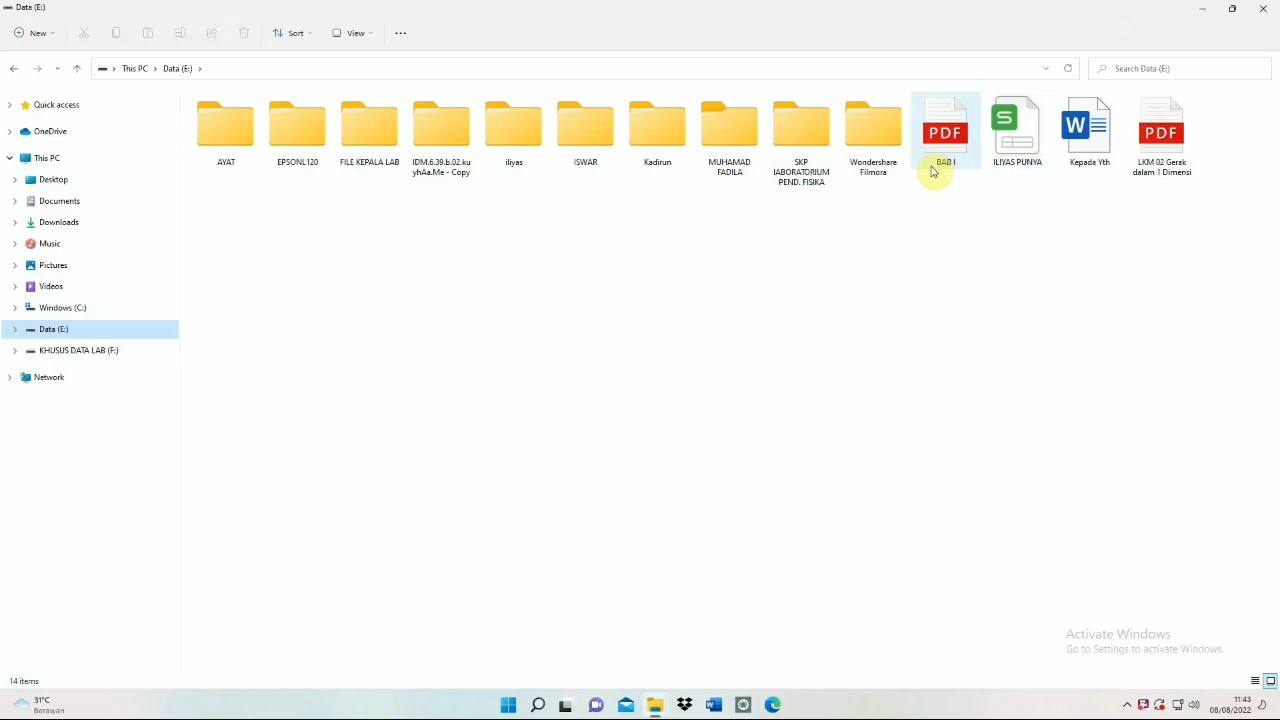 Data (E:)
New
Sort
View
This PC
Data (E:)
Search Data (E:)
Quick access
OneDrive
This PC
Desktop
Documents
Downloads
Music
Pictures
Videos
Windows (C:)
Data (E:)
KHUSUS DATA LAB (F:)
Network
AYAT
EPSONL120
FILE KEPALA LAB
IDM.6.39.b.02.ku
yhAa.Me - Copy
iliyas
ISWAR
Kadirun
MUHAMAD
FADILA
SKP
lABORATORIUM
PEND. FISIKA
Wondershare
Filmora
PDF
BAB I
S
ILIYAS PUNYA
W
Kepada Yth
PDF
LKM 02 Gerak
dalam 1 Dimensi
Activate Windows
Go to Settings to activate Windows.
14 items
31°C
Berawan
W
11:43
08/08/2022